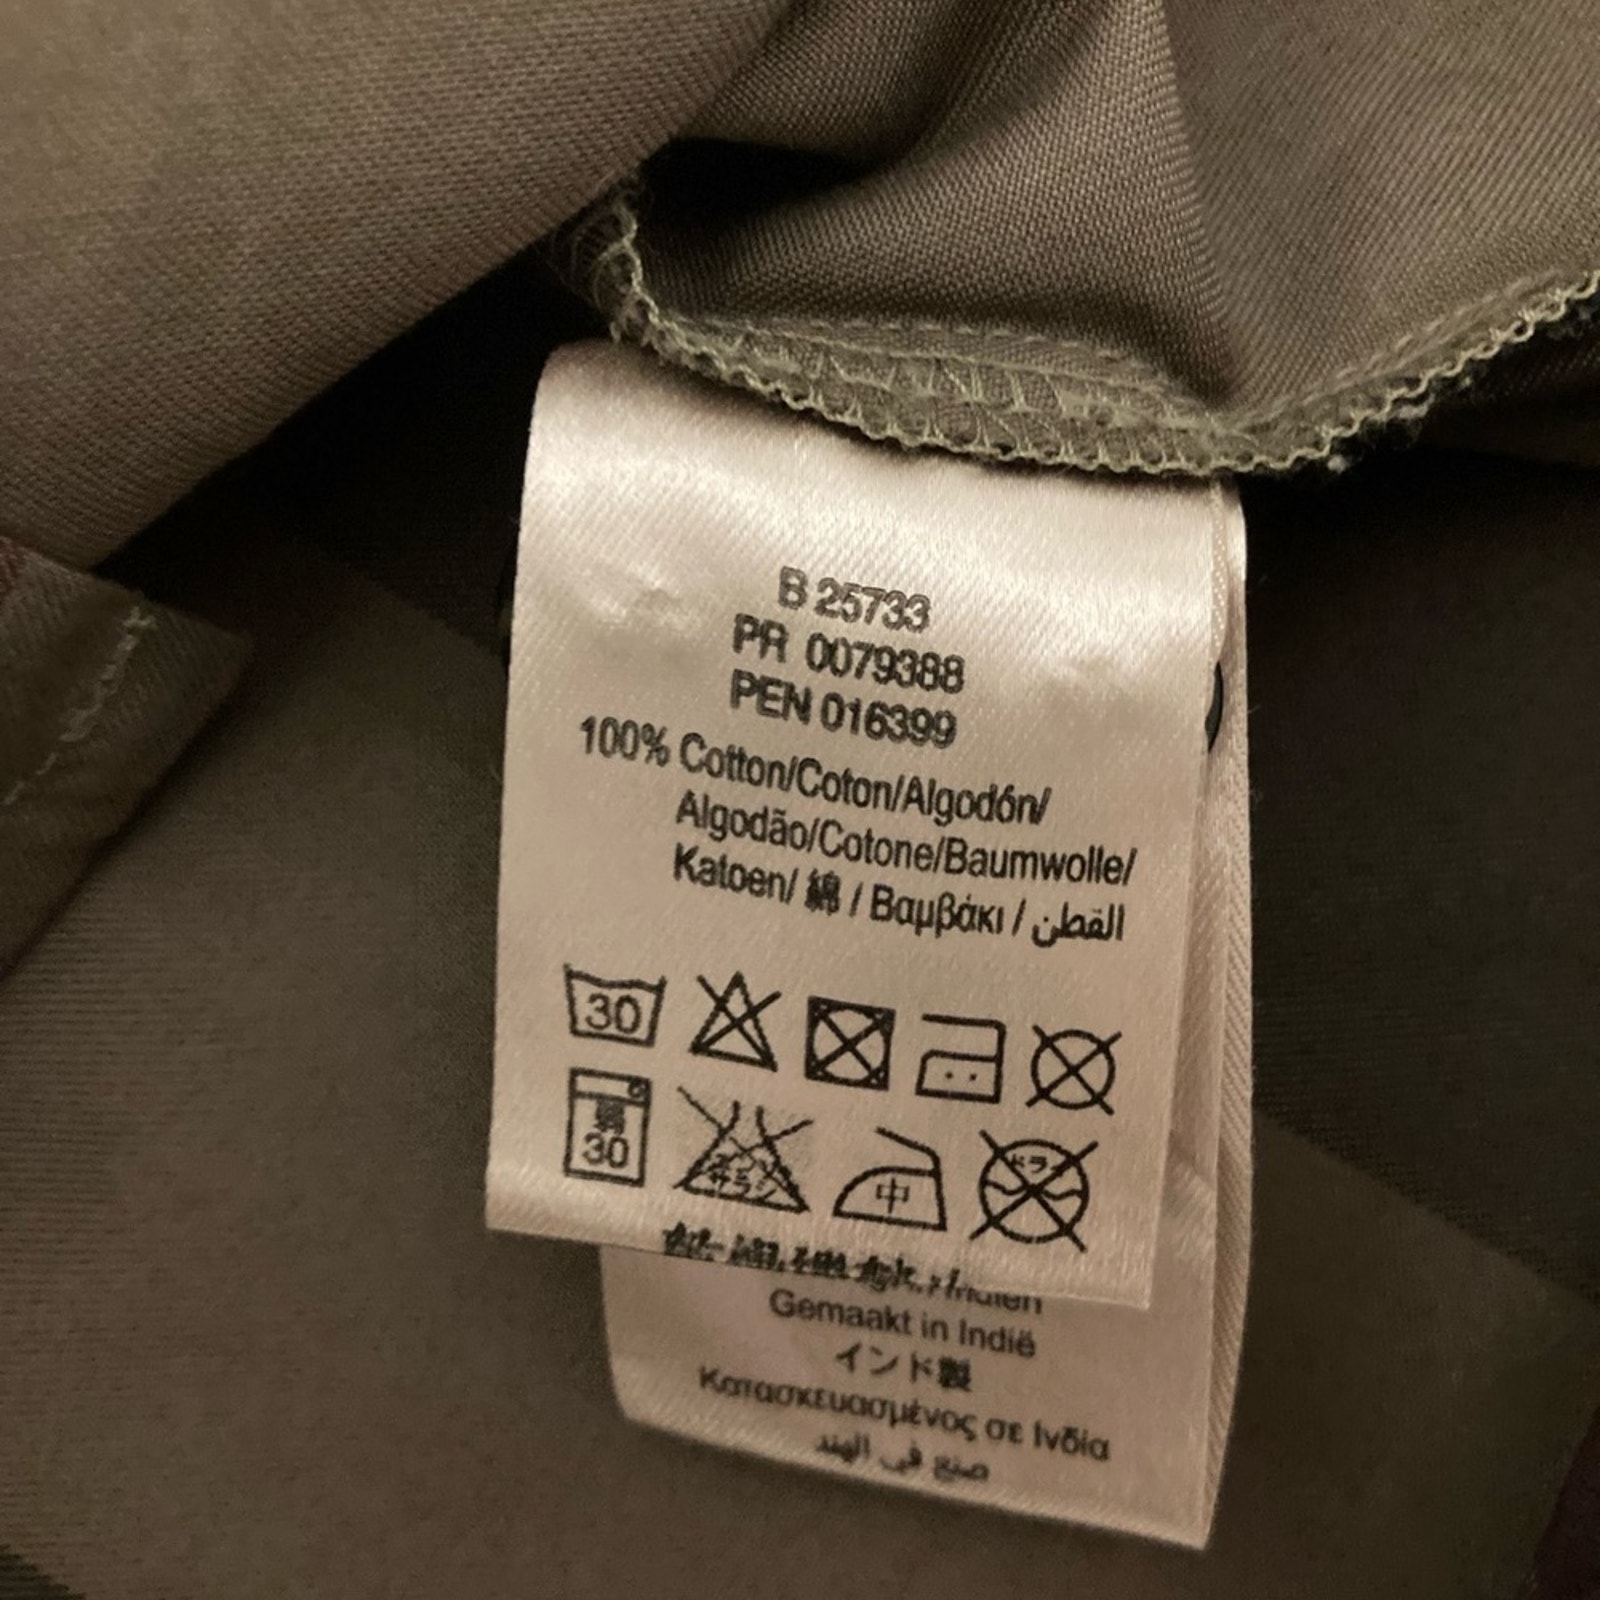 B 25733
PR 0079388
PEN 016399
100% Cotton/Coton/Algodón/
Algodão/Cotone/Baumwolle/
Katoen/ 綿 / Βαμβάκι / القطن
30
弱
30
中
Gemaakt in Indië
インド製
Κατασκευασμένος σε Ινδία
صنع في الهند